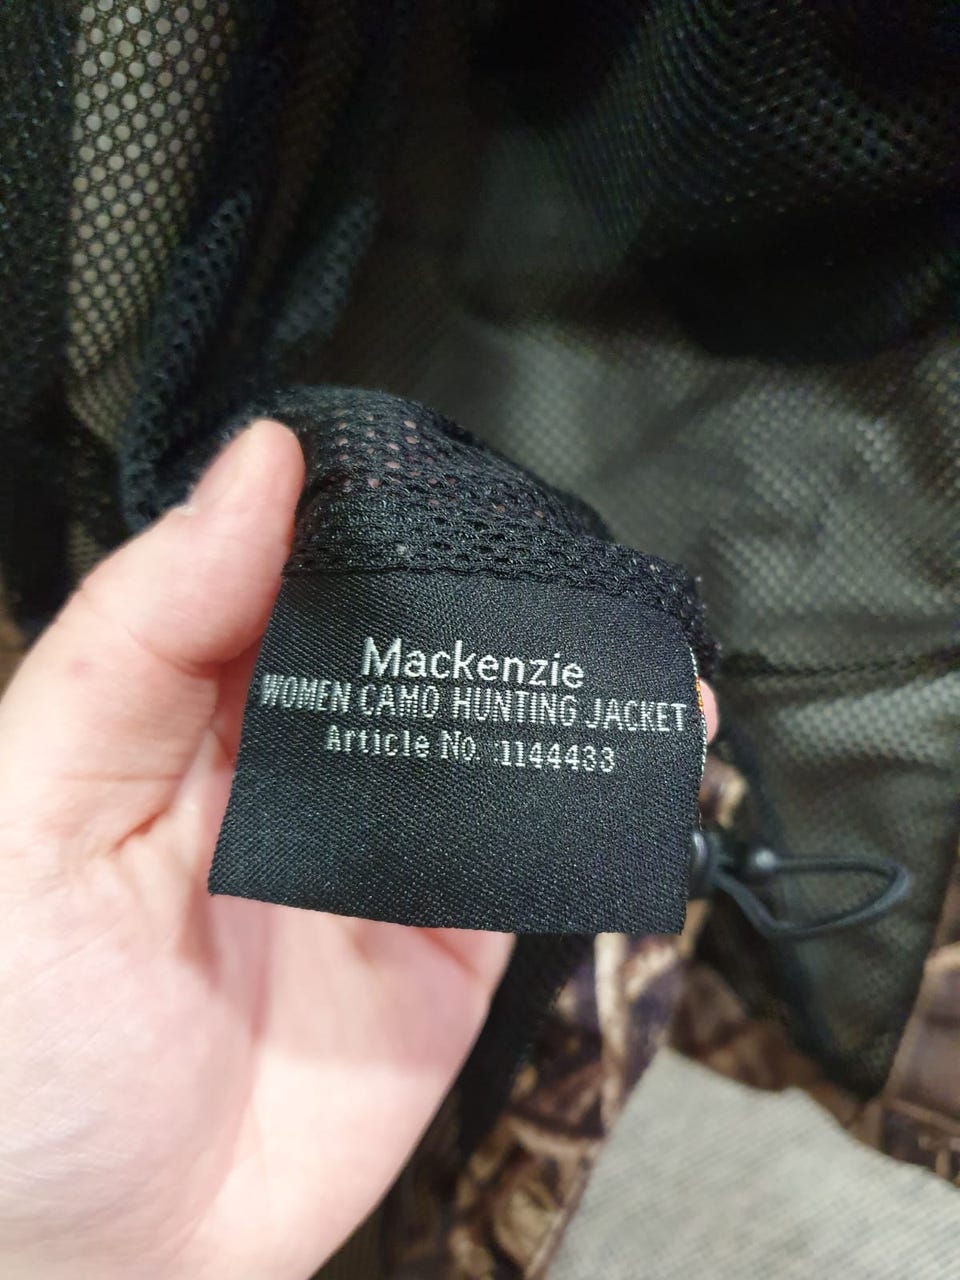 Mackenzie
WOMEN CAMO HUNTING JACKET
Article No. :1144433